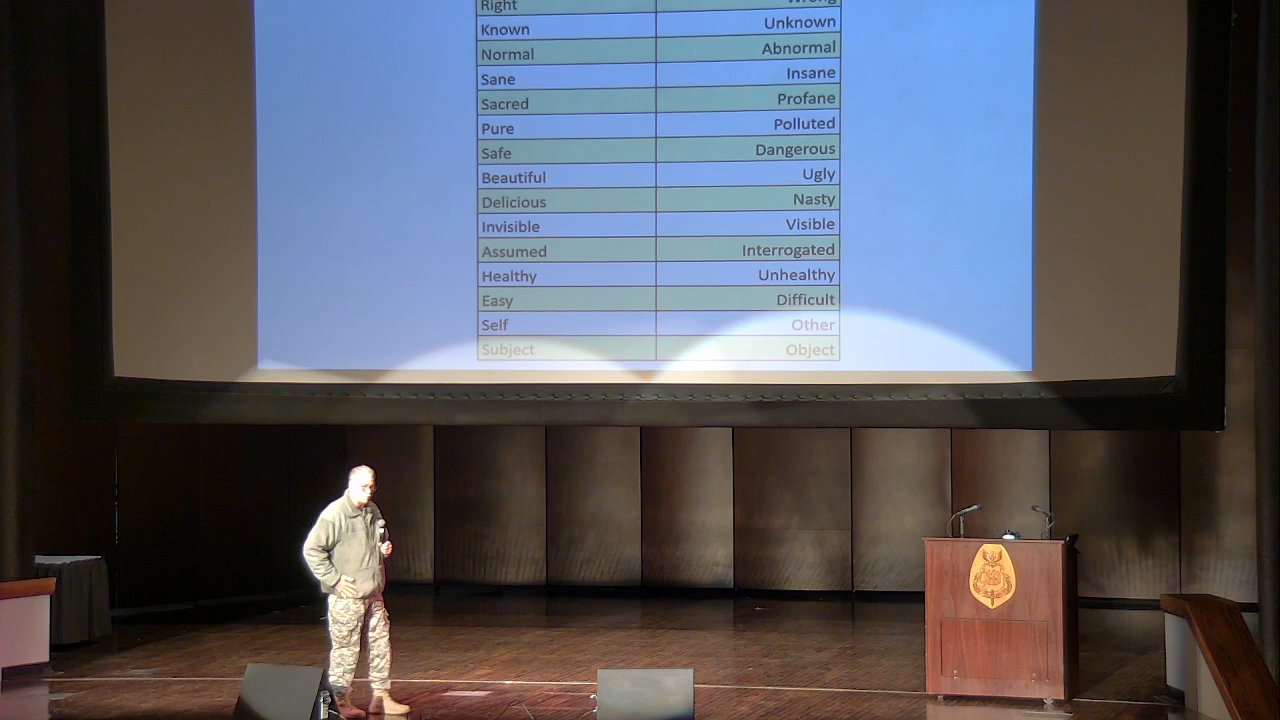 Right Wrong
Known Unknown
Normal Abnormal
Sane Insane
Sacred Profane
Pure Polluted
Safe Dangerous
Beautiful Ugly
Delicious Nasty
Invisible Visible
Assumed Interrogated
Healthy Unhealthy
Easy Difficult
Self Other
Subject Object